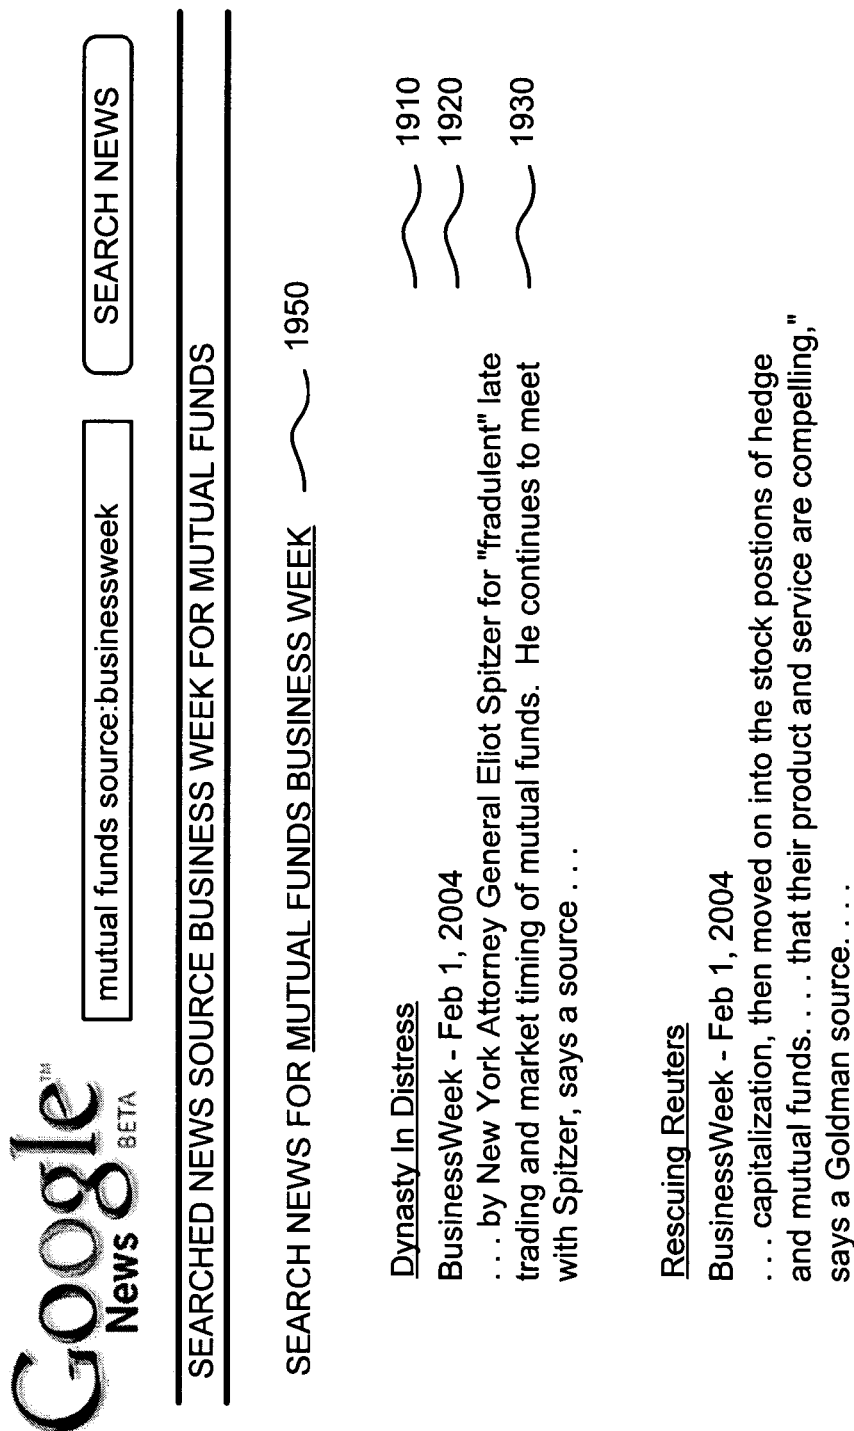 Google™
News BETA
mutual funds source:businessweek
SEARCH NEWS
SEARCHED NEWS SOURCE BUSINESS WEEK FOR MUTUAL FUNDS
SEARCH NEWS FOR MUTUAL FUNDS BUSINESS WEEK 1950
Dynasty In Distress 1910
BusinessWeek - Feb 1, 2004 1920
. . . by New York Attorney General Eliot Spitzer for "fradulent" late
trading and market timing of mutual funds. He continues to meet 1930
with Spitzer, says a source . . .
Rescuing Reuters
BusinessWeek - Feb 1, 2004
. . . capitalization, then moved on into the stock postions of hedge
and mutual funds. . . . that their product and service are compelling,"
says a Goldman source. . . .